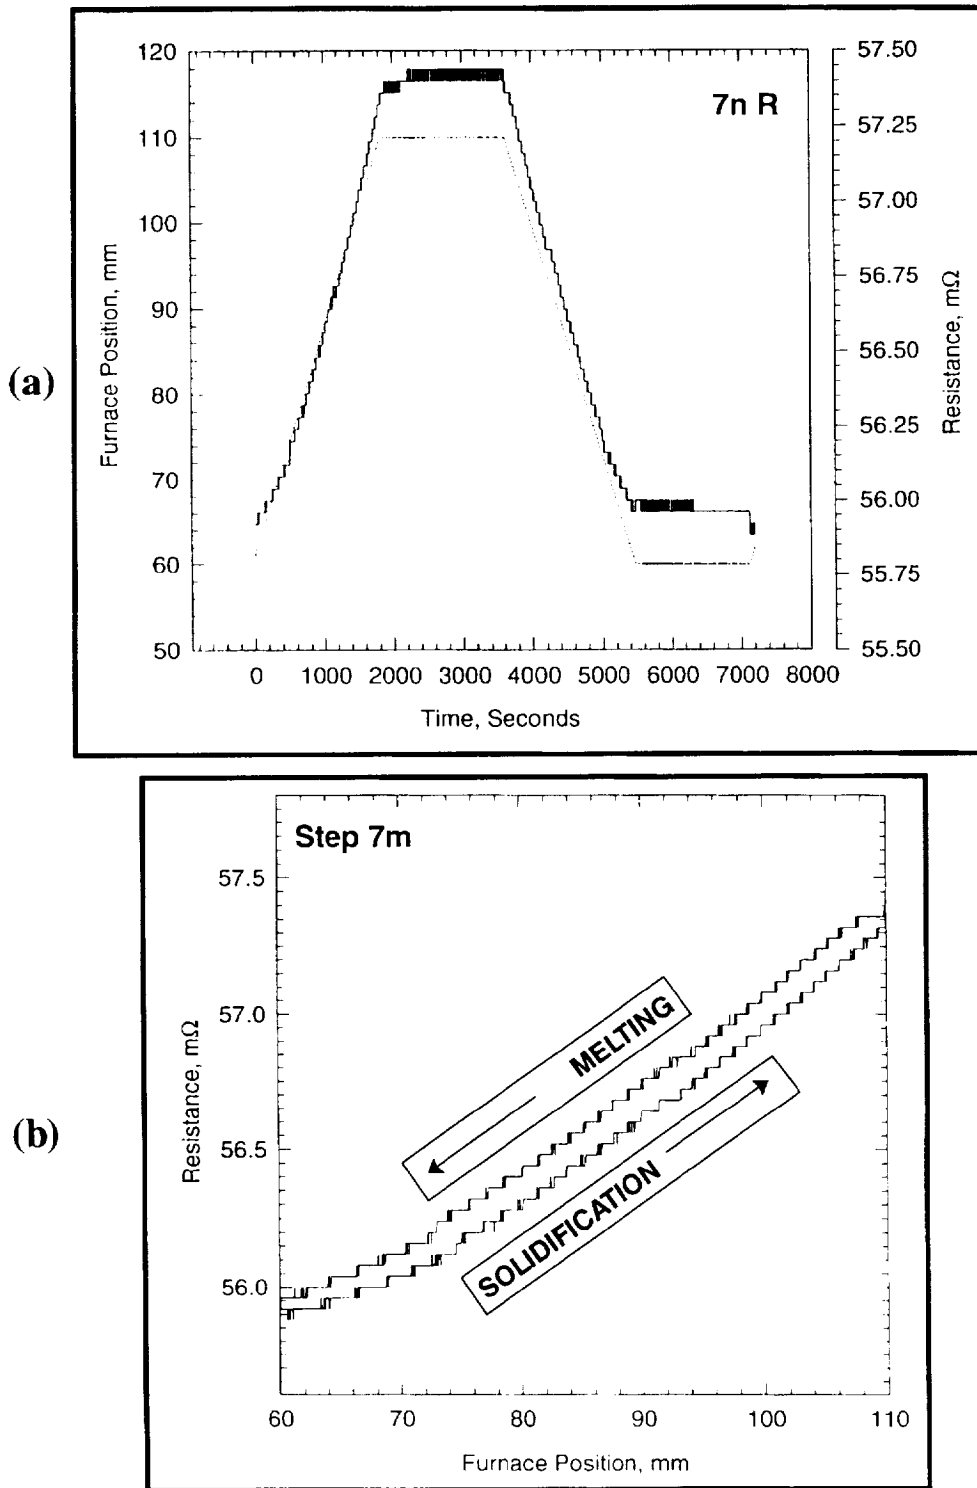 (a)
7n R
Furnace Position, mm
120
110
100
90
80
70
60
50
57.50
57.25
57.00
56.75
56.50
56.25
56.00
55.75
55.50
Resistance, mΩ
0 1000 2000 3000 4000 5000 6000 7000 8000
Time, Seconds
(b)
Step 7m
Resistance, mΩ
57.5
57.0
56.5
56.0
MELTING
SOLIDIFICATION
60 70 80 90 100 110
Furnace Position, mm